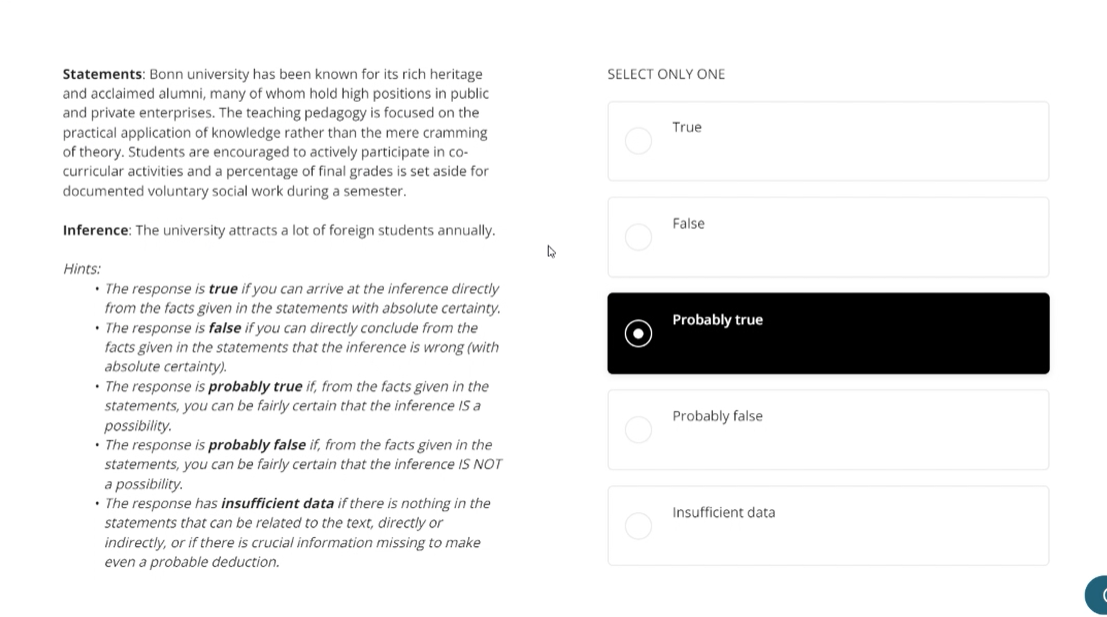 Statements: Bonn university has been known for its rich heritage
and acclaimed alumni, many of whom hold high positions in public
and private enterprises. The teaching pedagogy is focused on the
practical application of knowledge rather than the mere cramming
of theory. Students are encouraged to actively participate in co-
curricular activities and a percentage of final grades is set aside for
documented voluntary social work during a semester.
Inference: The university attracts a lot of foreign students annually.
Hints:
• The response is true if you can arrive at the inference directly
from the facts given in the statements with absolute certainty.
• The response is false if you can directly conclude from the
facts given in the statements that the inference is wrong (with
absolute certainty).
• The response is probably true if, from the facts given in the
statements, you can be fairly certain that the inference IS a
possibility.
• The response is probably false if, from the facts given in the
statements, you can be fairly certain that the inference IS NOT
a possibility.
• The response has insufficient data if there is nothing in the
statements that can be related to the text, directly or
indirectly, or if there is crucial information missing to make
even a probable deduction.
SELECT ONLY ONE
True
False
Probably true
Probably false
Insufficient data